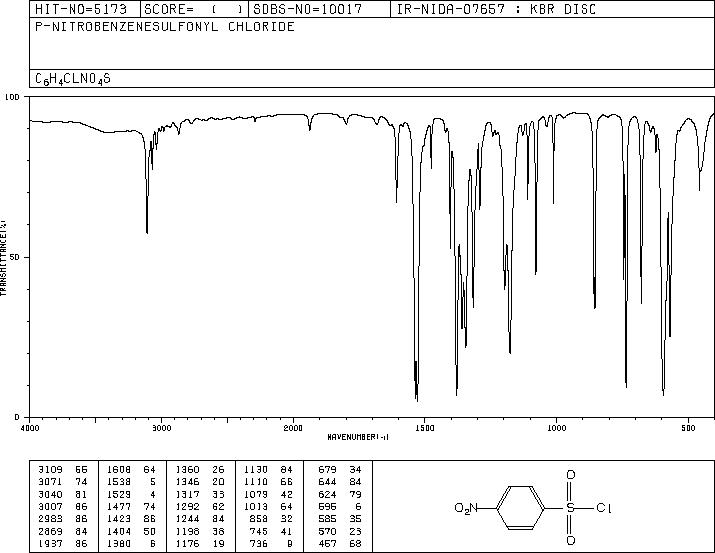 HIT-NO=5173 SCORE= ( ) SDBS-NO=10017 IR-NIDA-07657 : KBR DISC
P-NITROBENZENESULFONYL CHLORIDE
C6H4CLNO4S
100
50
0
TRANSMITTANCE(%)
4000 3000 2000 1500 1000 500
WAVENUMBER(-1)
3109 66 1608 64 1360 26 1130 84 679 34
3071 74 1538 5 1346 20 1110 66 644 84
3040 81 1529 4 1317 33 1079 42 624 79
3007 86 1477 74 1292 62 1013 64 595 6
2983 86 1423 86 1244 84 858 32 585 35
2869 84 1404 50 1198 38 745 41 570 23
1937 86 1380 6 1176 19 736 8 457 68
O
O2N S Cl
O